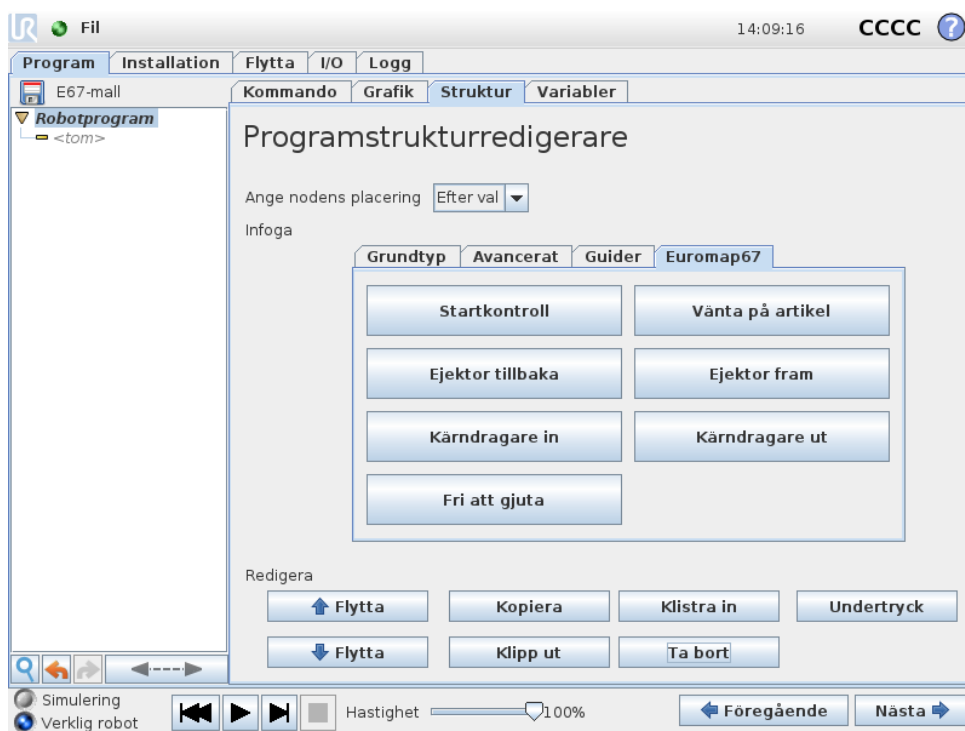 UR Fil 14:09:16 CCCC ?
Program Installation Flytta I/O Logg
E67-mall
Kommando Grafik Struktur Variabler
Robotprogram
<tom>
Programstrukturredigerare
Ange nodens placering Efter val
Infoga
Grundtyp Avancerat Guider Euromap67
Startkontroll Vänta på artikel
Ejektor tillbaka Ejektor fram
Kärndragare in Kärndragare ut
Fri att gjuta
Redigera
Flytta Kopiera Klistra in Undertryck
Flytta Klipp ut Ta bort
Simulering
Verklig robot
Hastighet 100%
Föregående Nästa